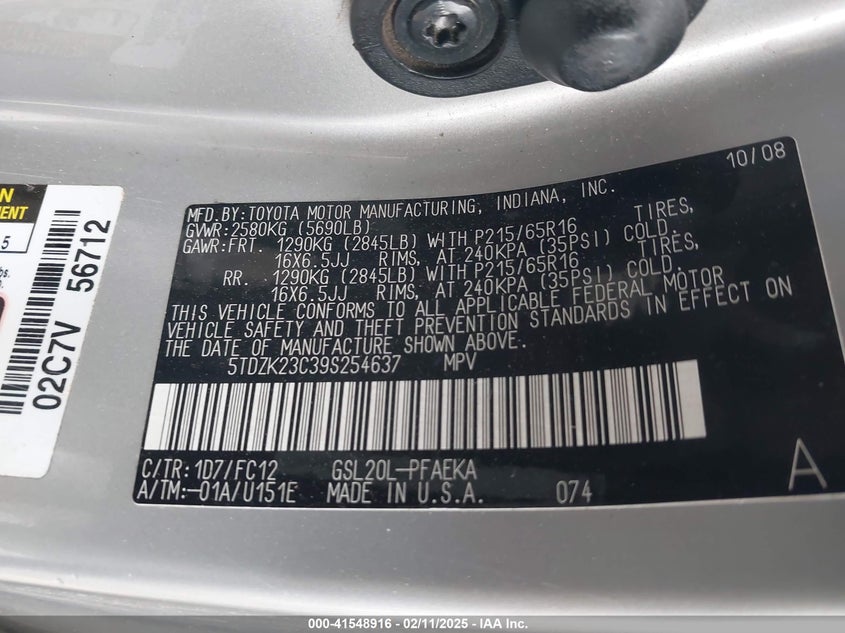 10/08
MFD.BY:TOYOTA MOTOR MANUFACTURING, INDIANA, INC.
GVWR:2580KG (5690LB)
GAWR:FRT. 1290KG (2845LB) WITH P215/65R16 TIRES,
16X6.5JJ RIMS, AT 240KPA (35PSI) COLD.
RR. 1290KG (2845LB) WITH P215/65R16 TIRES,
16X6.5JJ RIMS, AT 240KPA (35PSI) COLD.
THIS VEHICLE CONFORMS TO ALL APPLICABLE FEDERAL MOTOR
VEHICLE SAFETY AND THEFT PREVENTION STANDARDS IN EFFECT ON
THE DATE OF MANUFACTURE SHOWN ABOVE.
5TDZK23C39S254637 MPV
C/TR: 1D7/FC12 GSL20L-PFAEKA
A/TM:-01A/U151E MADE IN U.S.A. 074
A
02C7V 56712
5
000-41548916 - 02/11/2025 - IAA Inc.